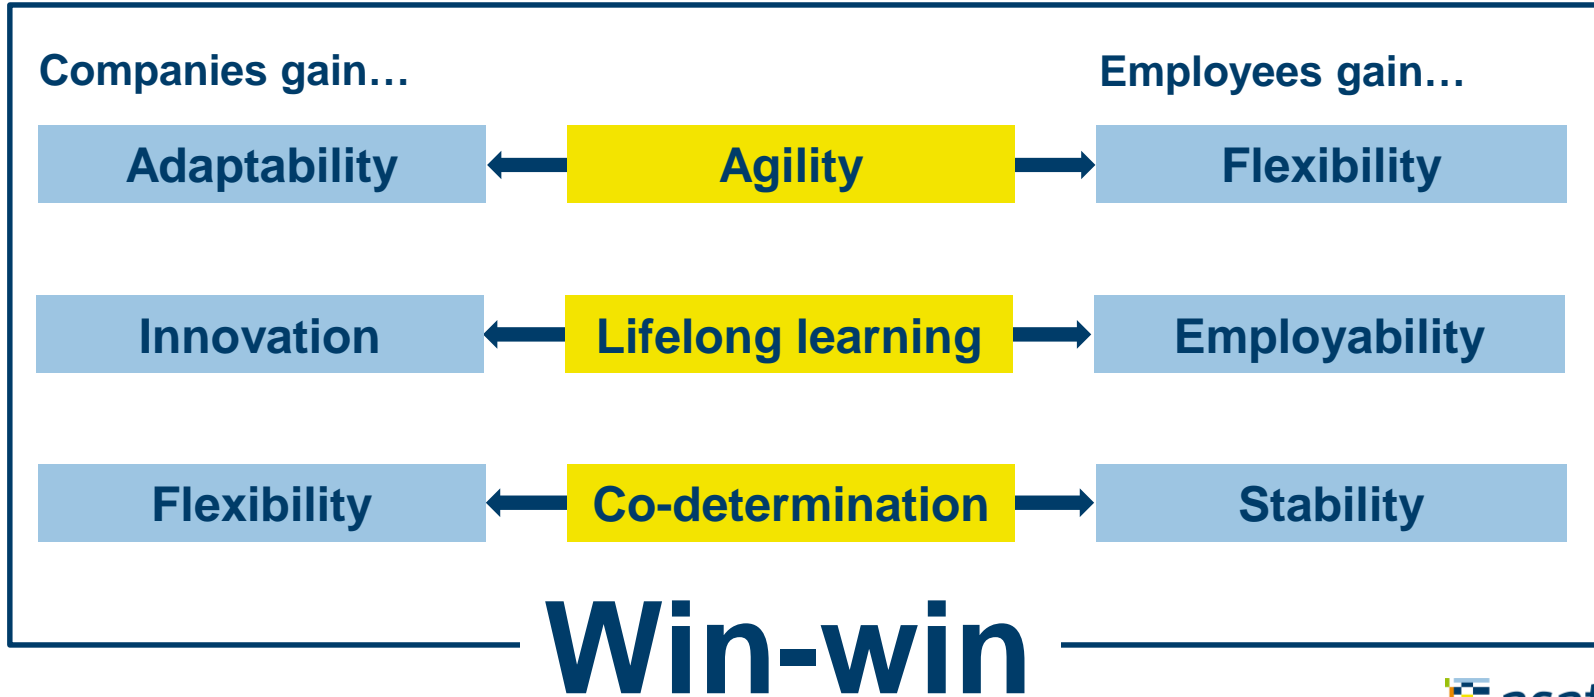 Companies gain…
Employees gain…
Adaptability
Agility
Flexibility
Innovation
Lifelong learning
Employability
Flexibility
Co-determination
Stability
Win-win